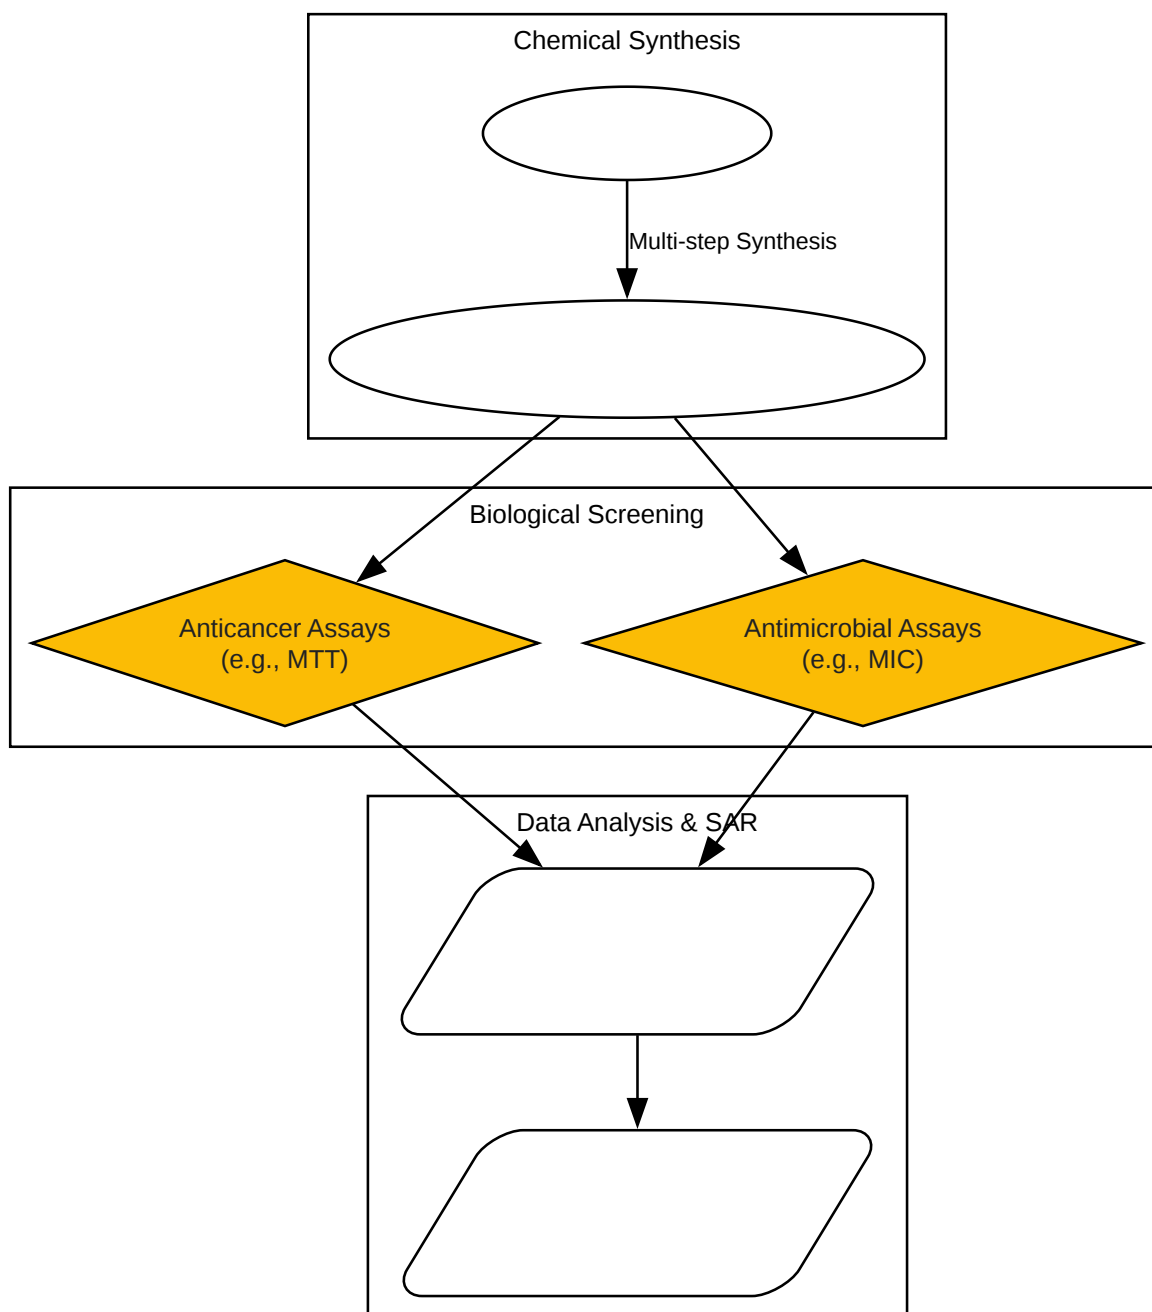 Chemical Synthesis
Multi-step Synthesis
Biological Screening
Anticancer Assays
(e.g., MTT)
Antimicrobial Assays
(e.g., MIC)
Data Analysis & SAR